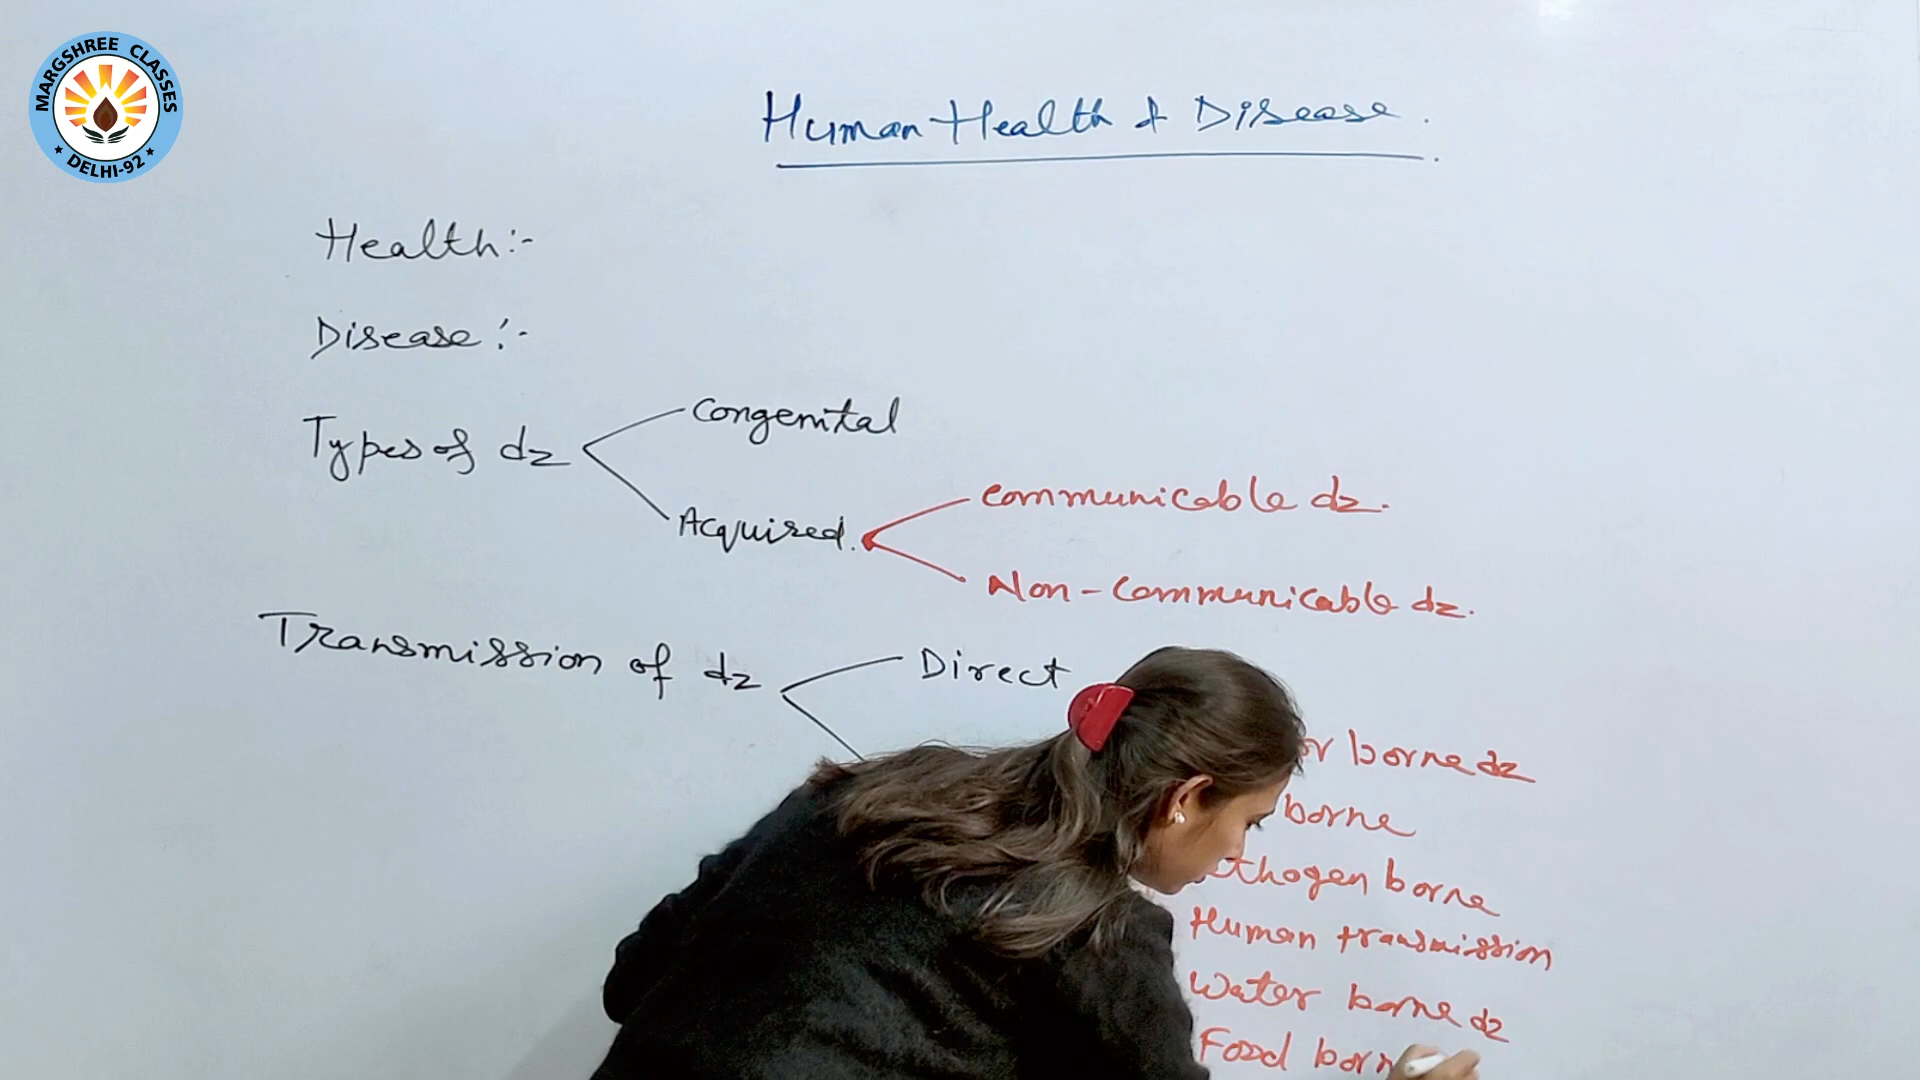 MARGSHREE CLASSES
DELHI-92
Human Health & Disease.
Health:-
Disease:-
Types of dz
Congenital
Acquired.
Communicable dz.
Non-Communicable dz.
Transmission of dz
Direct
borne dz
borne
borne
Human transmission
Water borne dz
Food